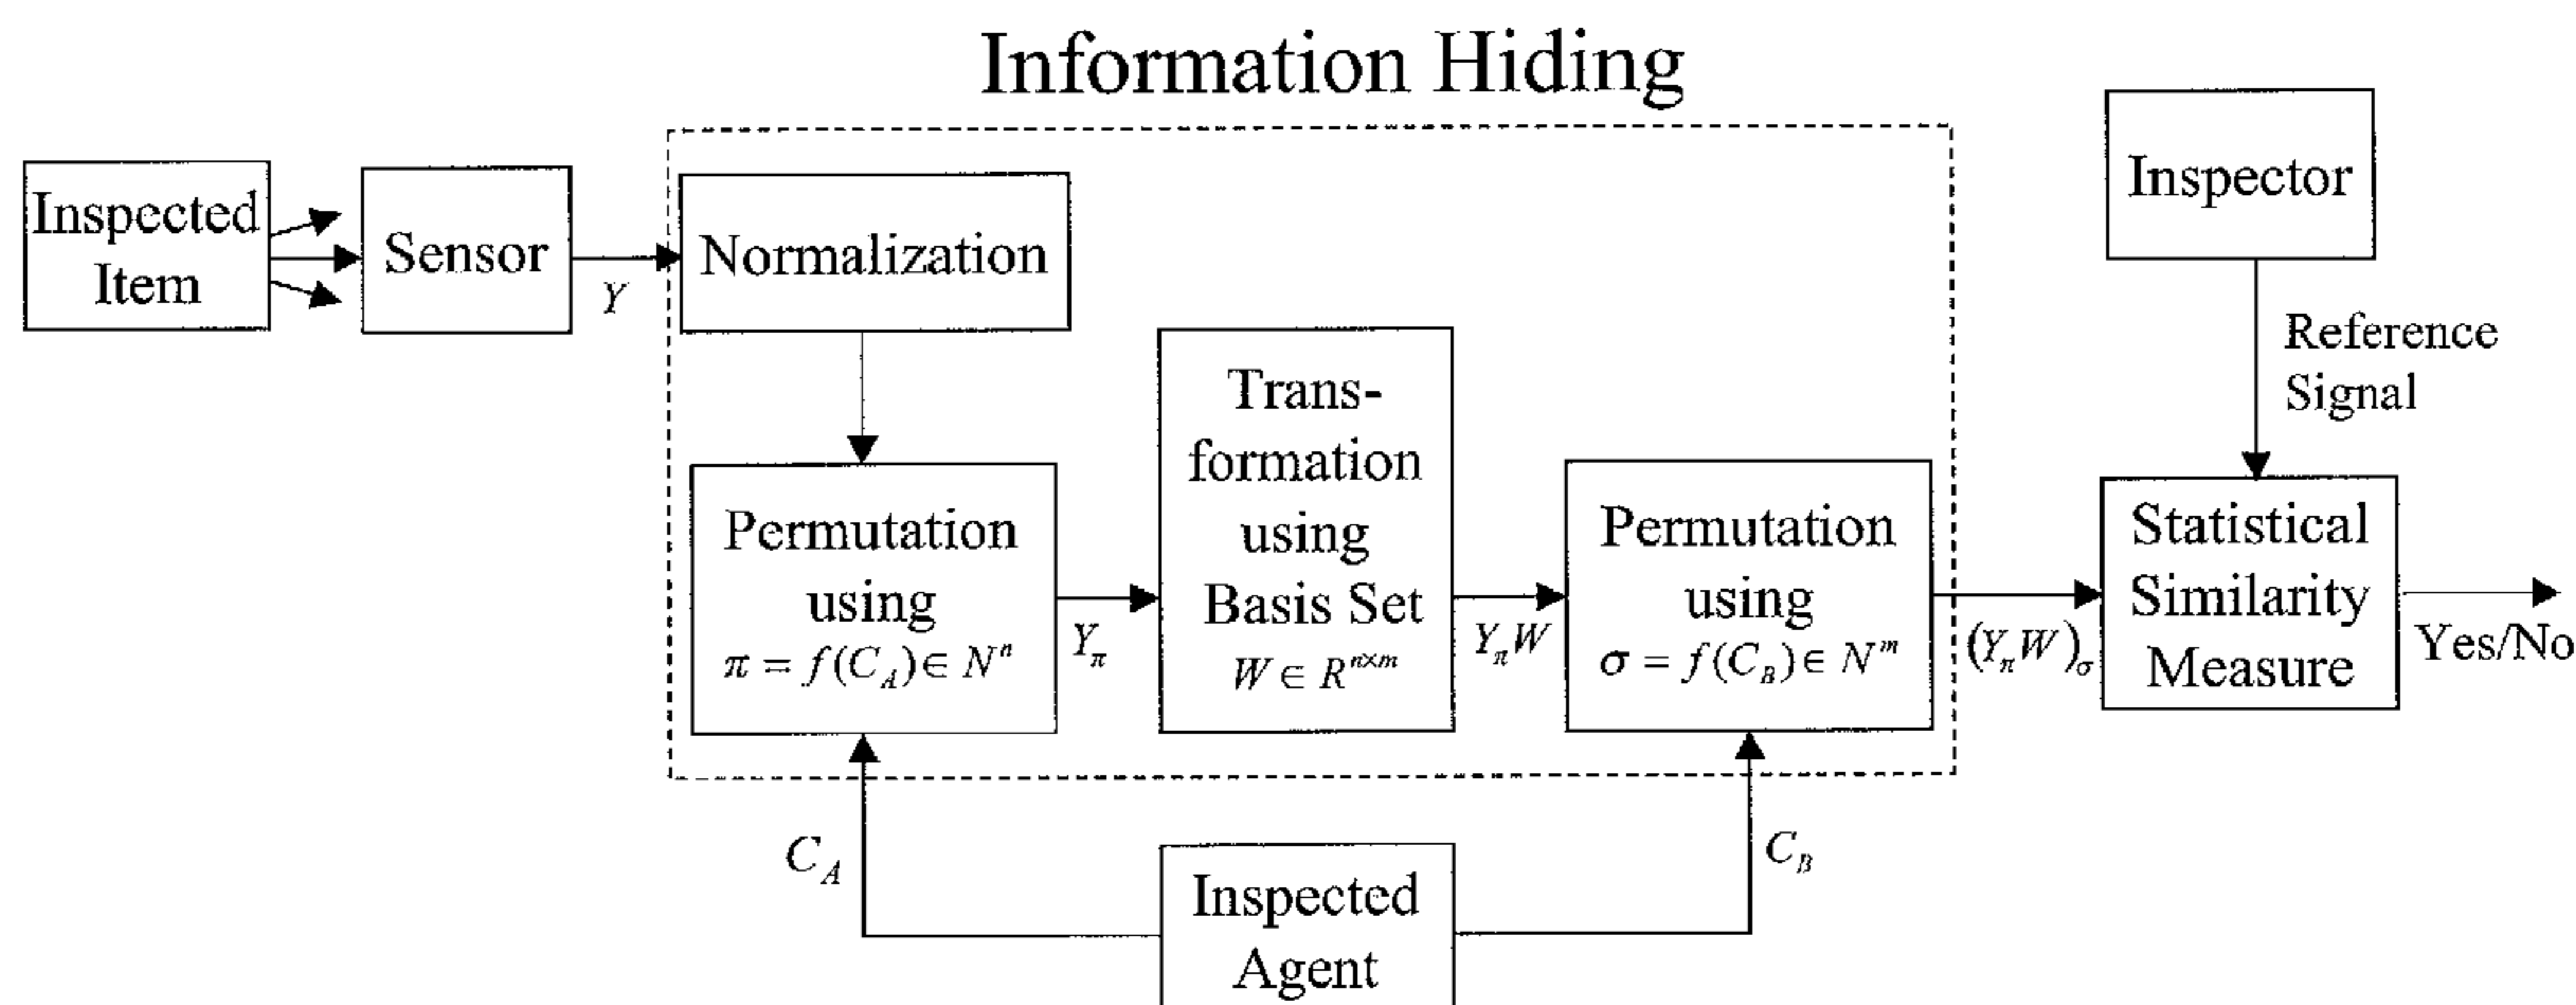 Information Hiding
Inspected
Item
Sensor
Y
Normalization
Inspector
Reference
Signal
Permutation
using
π = f(C_A) ∈ N^n
Y_π
Trans-
formation
using
Basis Set
W ∈ R^{n×m}
Y_πW
Permutation
using
σ = f(C_B) ∈ N^m
(Y_πW)_σ
Statistical
Similarity
Measure
Yes/No
C_A
C_B
Inspected
Agent